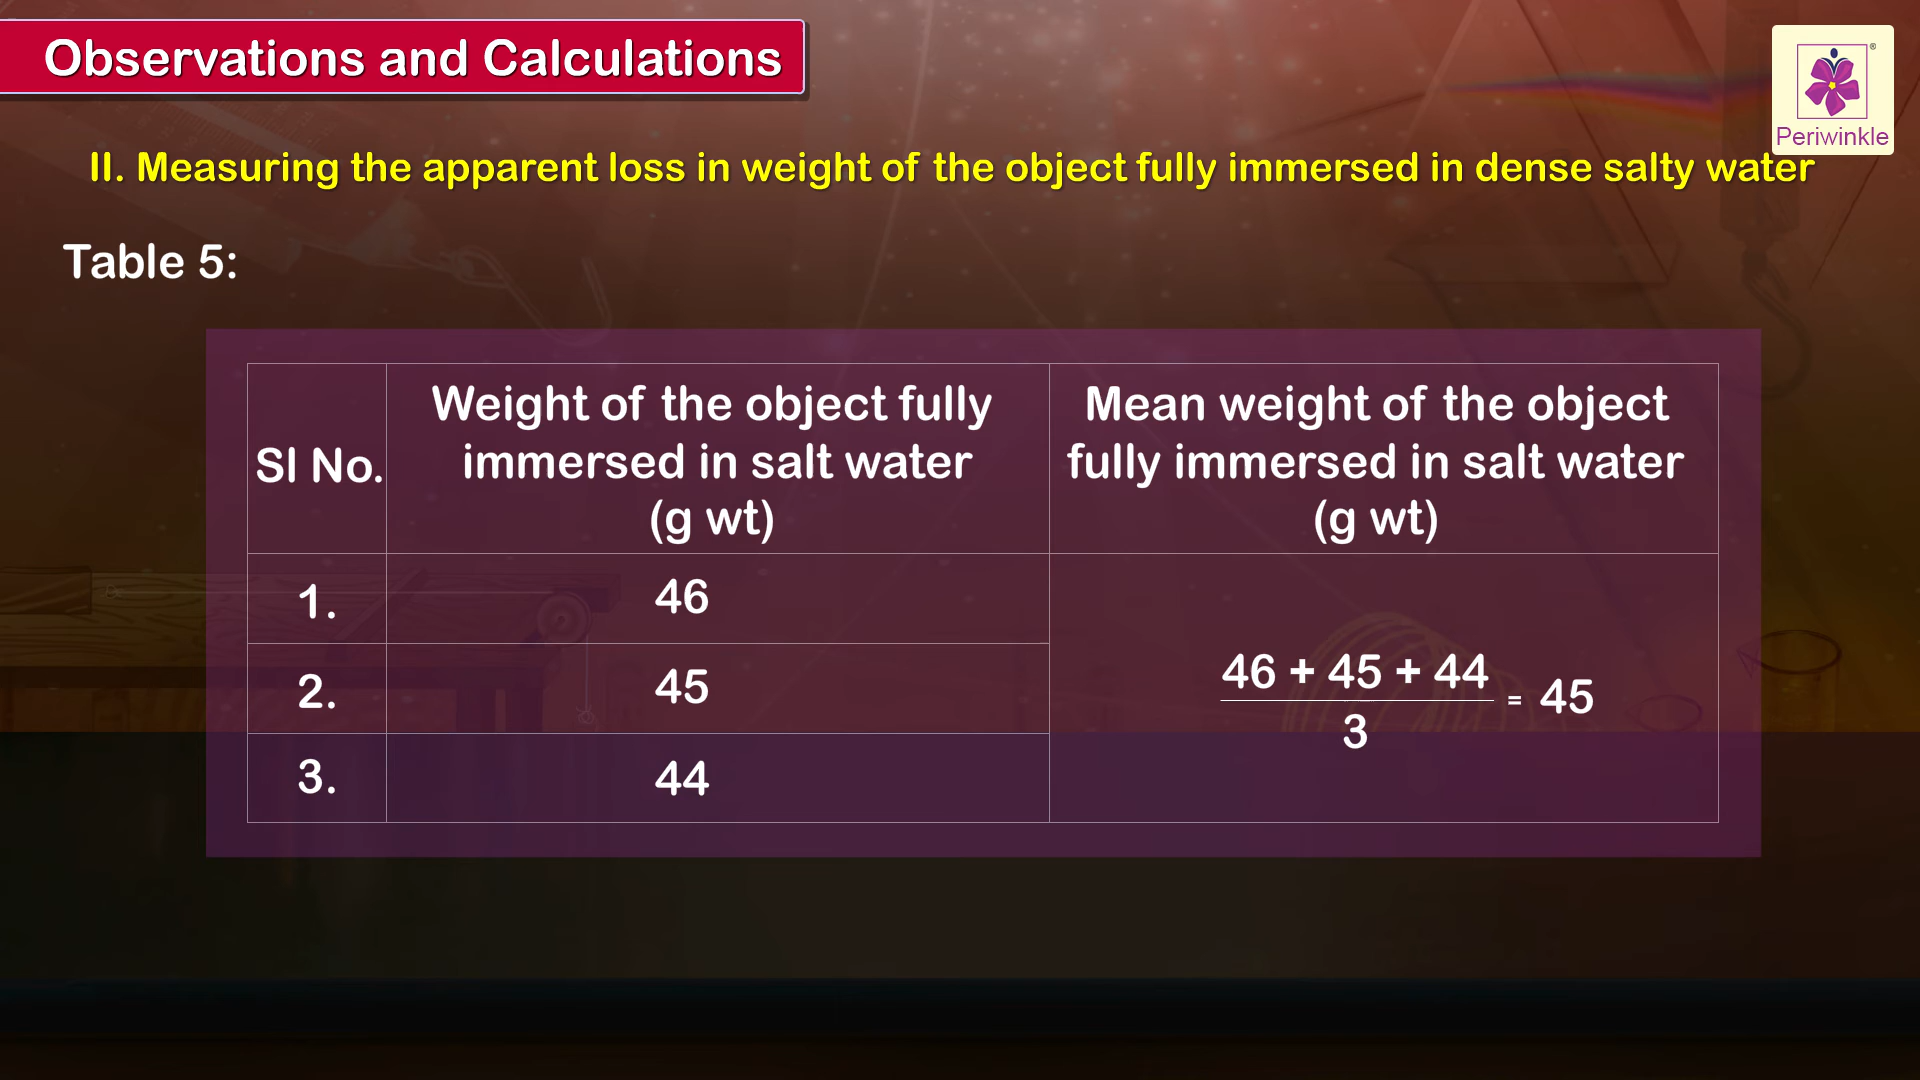 Observations and Calculations
®
Periwinkle
II. Measuring the apparent loss in weight of the object fully immersed in dense salty water
Table 5:
Sl No.
Weight of the object fully
immersed in salt water
(g wt)
Mean weight of the object
fully immersed in salt water
(g wt)
1.
46
2.
45
3.
44
46 + 45 + 44
3
= 45